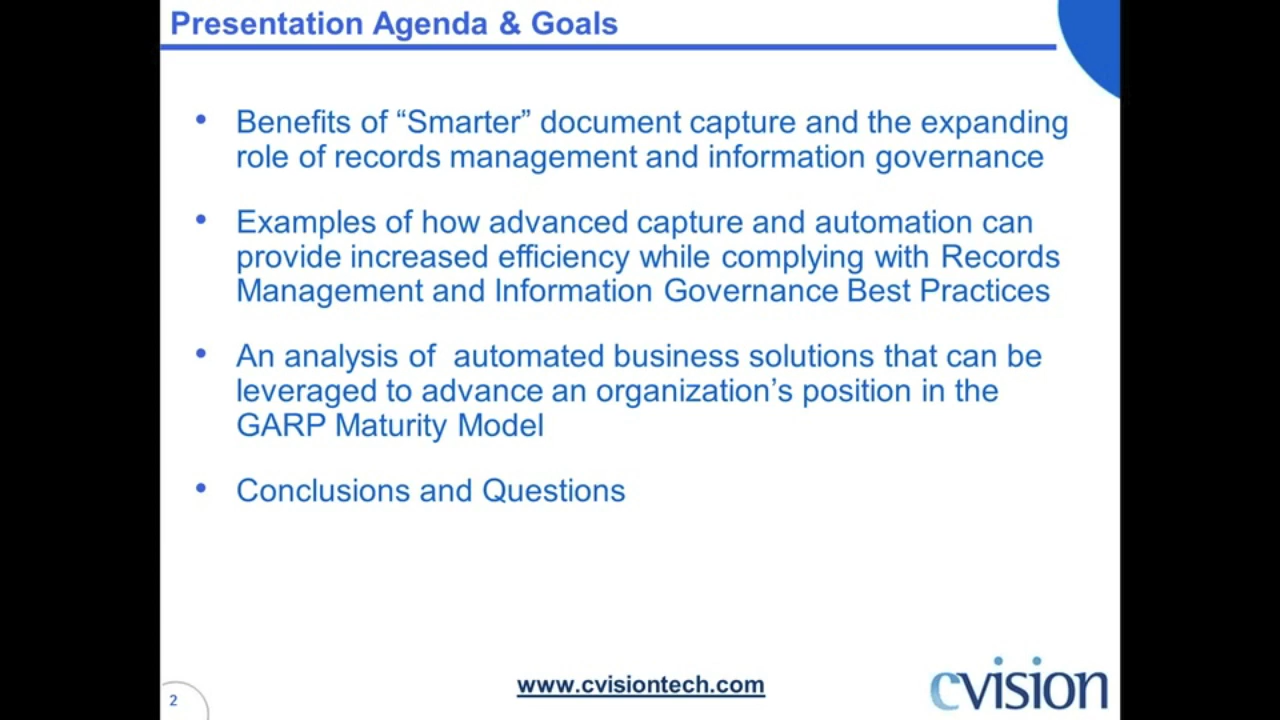 Presentation Agenda & Goals
• Benefits of “Smarter” document capture and the expanding
role of records management and information governance
• Examples of how advanced capture and automation can
provide increased efficiency while complying with Records
Management and Information Governance Best Practices
• An analysis of  automated business solutions that can be
leveraged to advance an organization’s position in the
GARP Maturity Model
• Conclusions and Questions
2
www.cvisiontech.com
cvision